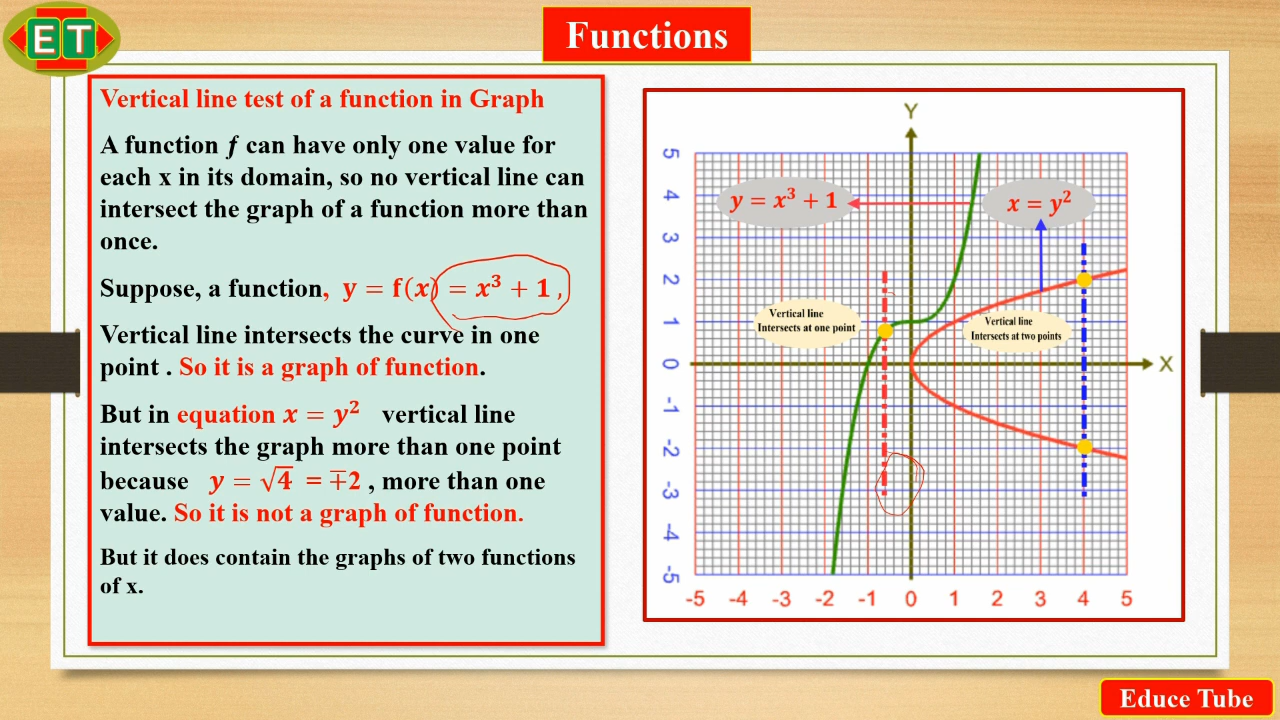 ET
Functions
Vertical line test of a function in Graph
A function f can have only one value for
each x in its domain, so no vertical line can
intersect the graph of a function more than
once.
Suppose, a function, y = f(x) = x³ + 1 ,
Vertical line intersects the curve in one
point . So it is a graph of function.
But in equation x = y² vertical line
intersects the graph more than one point
because y = √4 = ∓2 , more than one
value. So it is not a graph of function.
But it does contain the graphs of two functions
of x.
Y
5
4
3
2
1
0
-1
-2
-3
-4
-5
y = x³ + 1
x = y²
Vertical line
Intersects at one point
Vertical line
Intersects at two points
X
-5 -4 -3 -2 -1 0 1 2 3 4 5
Educe Tube